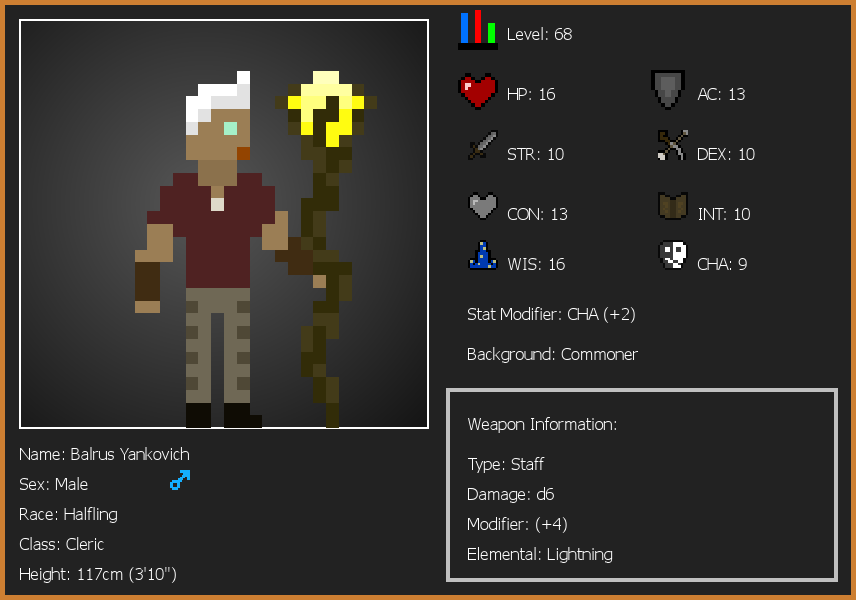 Level: 68
HP: 16
AC: 13
STR: 10
DEX: 10
CON: 13
INT: 10
WIS: 16
CHA: 9
Stat Modifier: CHA (+2)
Background: Commoner
Weapon Information:
Type: Staff
Damage: d6
Modifier: (+4)
Elemental: Lightning
Name: Balrus Yankovich
Sex: Male
Race: Halfling
Class: Cleric
Height: 117cm (3'10")